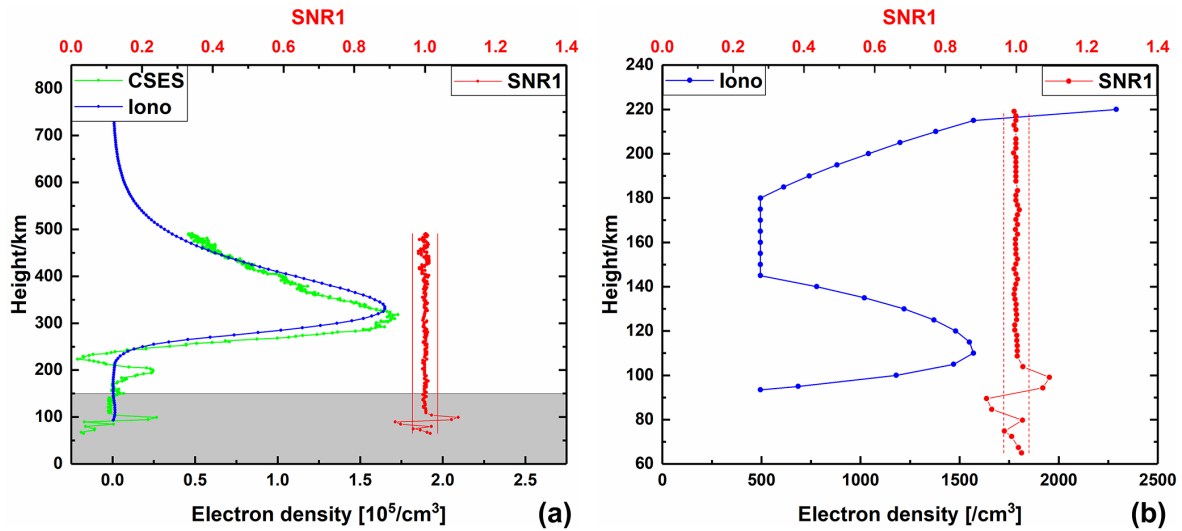 SNR1
0.0 0.2 0.4 0.6 0.8 1.0 1.2 1.4
CSES
Iono
SNR1
Height/km
800
700
600
500
400
300
200
100
0
0.0 0.5 1.0 1.5 2.0 2.5
Electron density [10⁵/cm³]
(a)
SNR1
0.0 0.2 0.4 0.6 0.8 1.0 1.2 1.4
Iono
SNR1
Height/km
240
220
200
180
160
140
120
100
80
60
0 500 1000 1500 2000 2500
Electron density [/cm³]
(b)